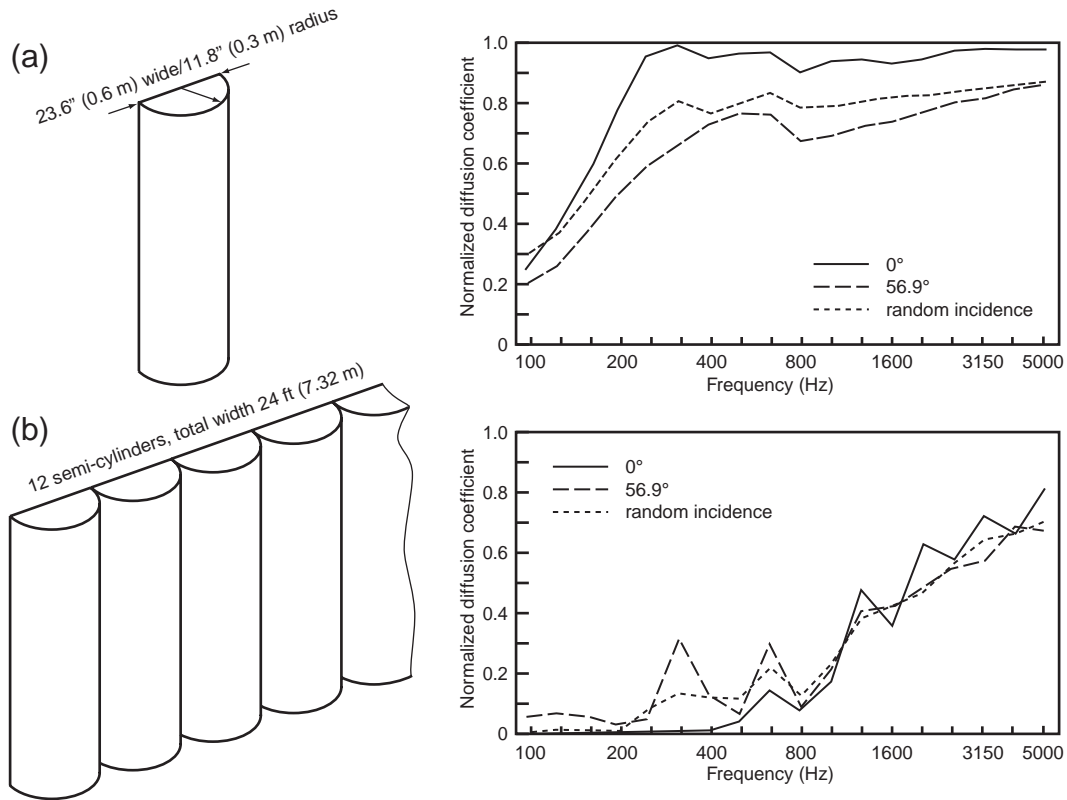 (a)
23.6” (0.6 m) wide/11.8” (0.3 m) radius
Normalized diffusion coefficient
1.0
0.8
0.6
0.4
0.2
0
0°
56.9°
random incidence
100 200 400 800 1600 3150 5000
Frequency (Hz)
(b)
12 semi-cylinders, total width 24 ft (7.32 m)
Normalized diffusion coefficient
1.0
0.8
0.6
0.4
0.2
0
0°
56.9°
random incidence
100 200 400 800 1600 3150 5000
Frequency (Hz)